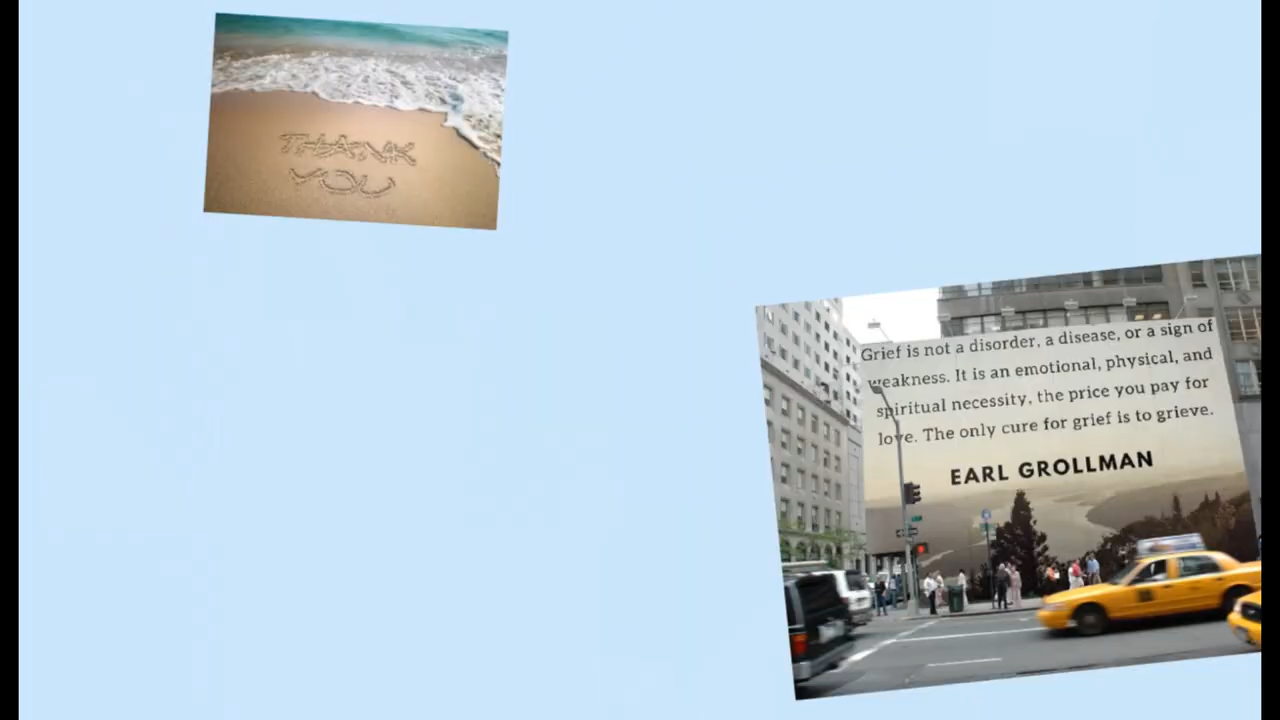 THANK
YOU
Grief is not a disorder, a disease, or a sign of
weakness. It is an emotional, physical, and
spiritual necessity, the price you pay for
love. The only cure for grief is to grieve.
EARL GROLLMAN